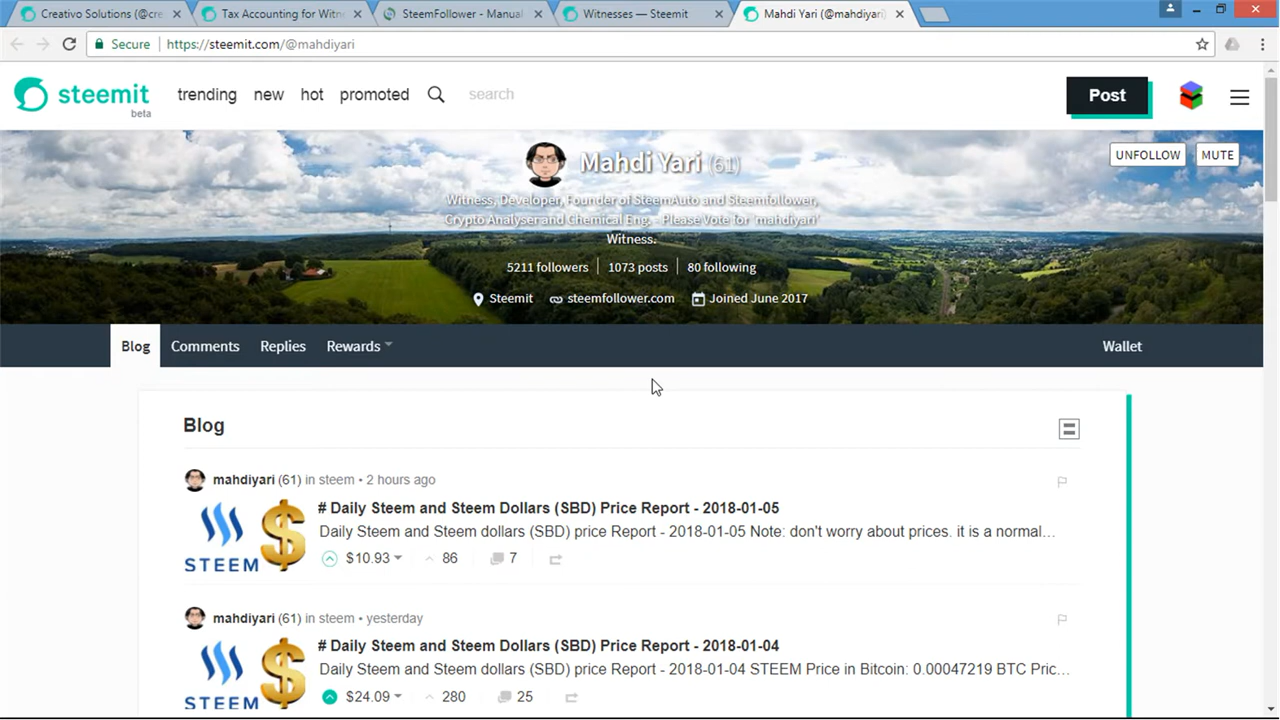 Creativo Solutions (@cre
Tax Accounting for Witn
SteemFollower - Manual
Witnesses — Steemit
Mahdi Yari (@mahdiyari)
Secure
https://steemit.com/@mahdiyari
steemit
beta
trending
new
hot
promoted
search
Post
Mahdi Yari (61)
UNFOLLOW
MUTE
Witness, Developer, Founder of SteemAuto and Steemfollower,
Crypto Analyser and Chemical Eng. - Please Vote for 'mahdiyari'
Witness.
5211 followers
1073 posts
80 following
Steemit
steemfollower.com
Joined June 2017
Blog
Comments
Replies
Rewards
Wallet
Blog
mahdiyari (61) in steem • 2 hours ago
STEEM
# Daily Steem and Steem Dollars (SBD) Price Report - 2018-01-05
Daily Steem and Steem dollars (SBD) price Report - 2018-01-05 Note: don't worry about prices. it is a normal…
$10.93
86
7
mahdiyari (61) in steem • yesterday
STEEM
# Daily Steem and Steem Dollars (SBD) Price Report - 2018-01-04
Daily Steem and Steem dollars (SBD) price Report - 2018-01-04 STEEM Price in Bitcoin: 0.00047219 BTC Pric…
$24.09
280
25